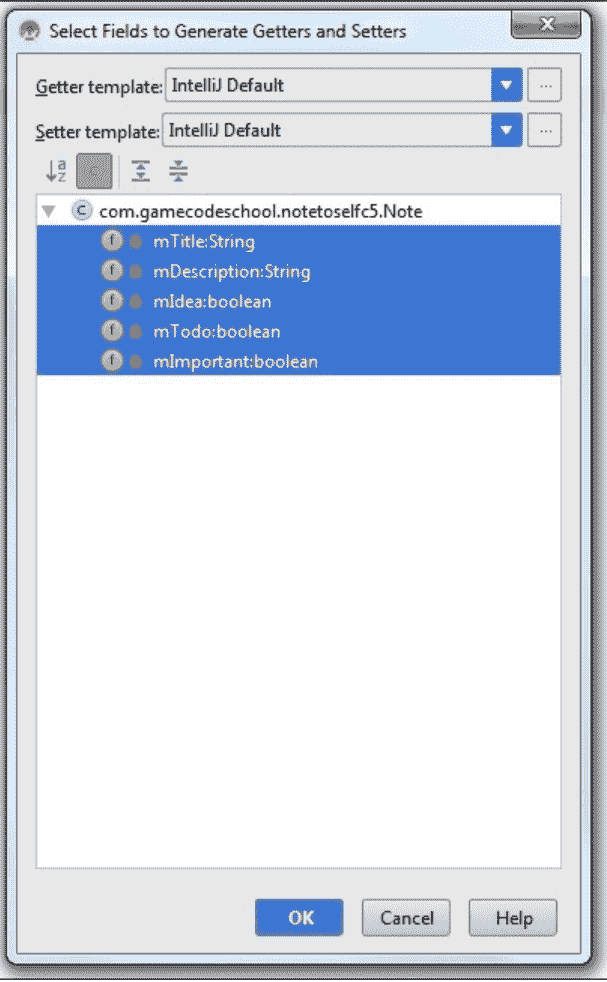 Select Fields to Generate Getters and Setters
Getter template: IntelliJ Default ...
Setter template: IntelliJ Default ...
a
z
c
C com.gamecodeschool.notetoselfc5.Note
f mTitle:String
f mDescription:String
f mIdea:boolean
f mTodo:boolean
f mImportant:boolean
OK Cancel Help